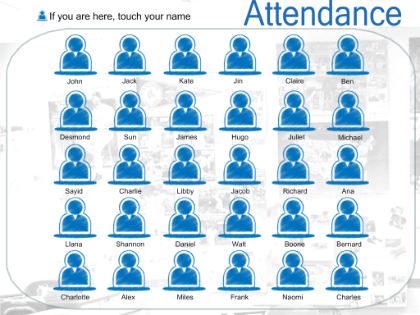 If you are here, touch your name
Attendance
John Jack Kate Jin Claire Ben
Desmond Sun James Hugo Juliel Michael
Sayid Charlie Libby Jacob Richard Ana
Llana Shannon Daniel Walt Boone Bernard
Charlotte Alex Miles Frank Naomi Charles